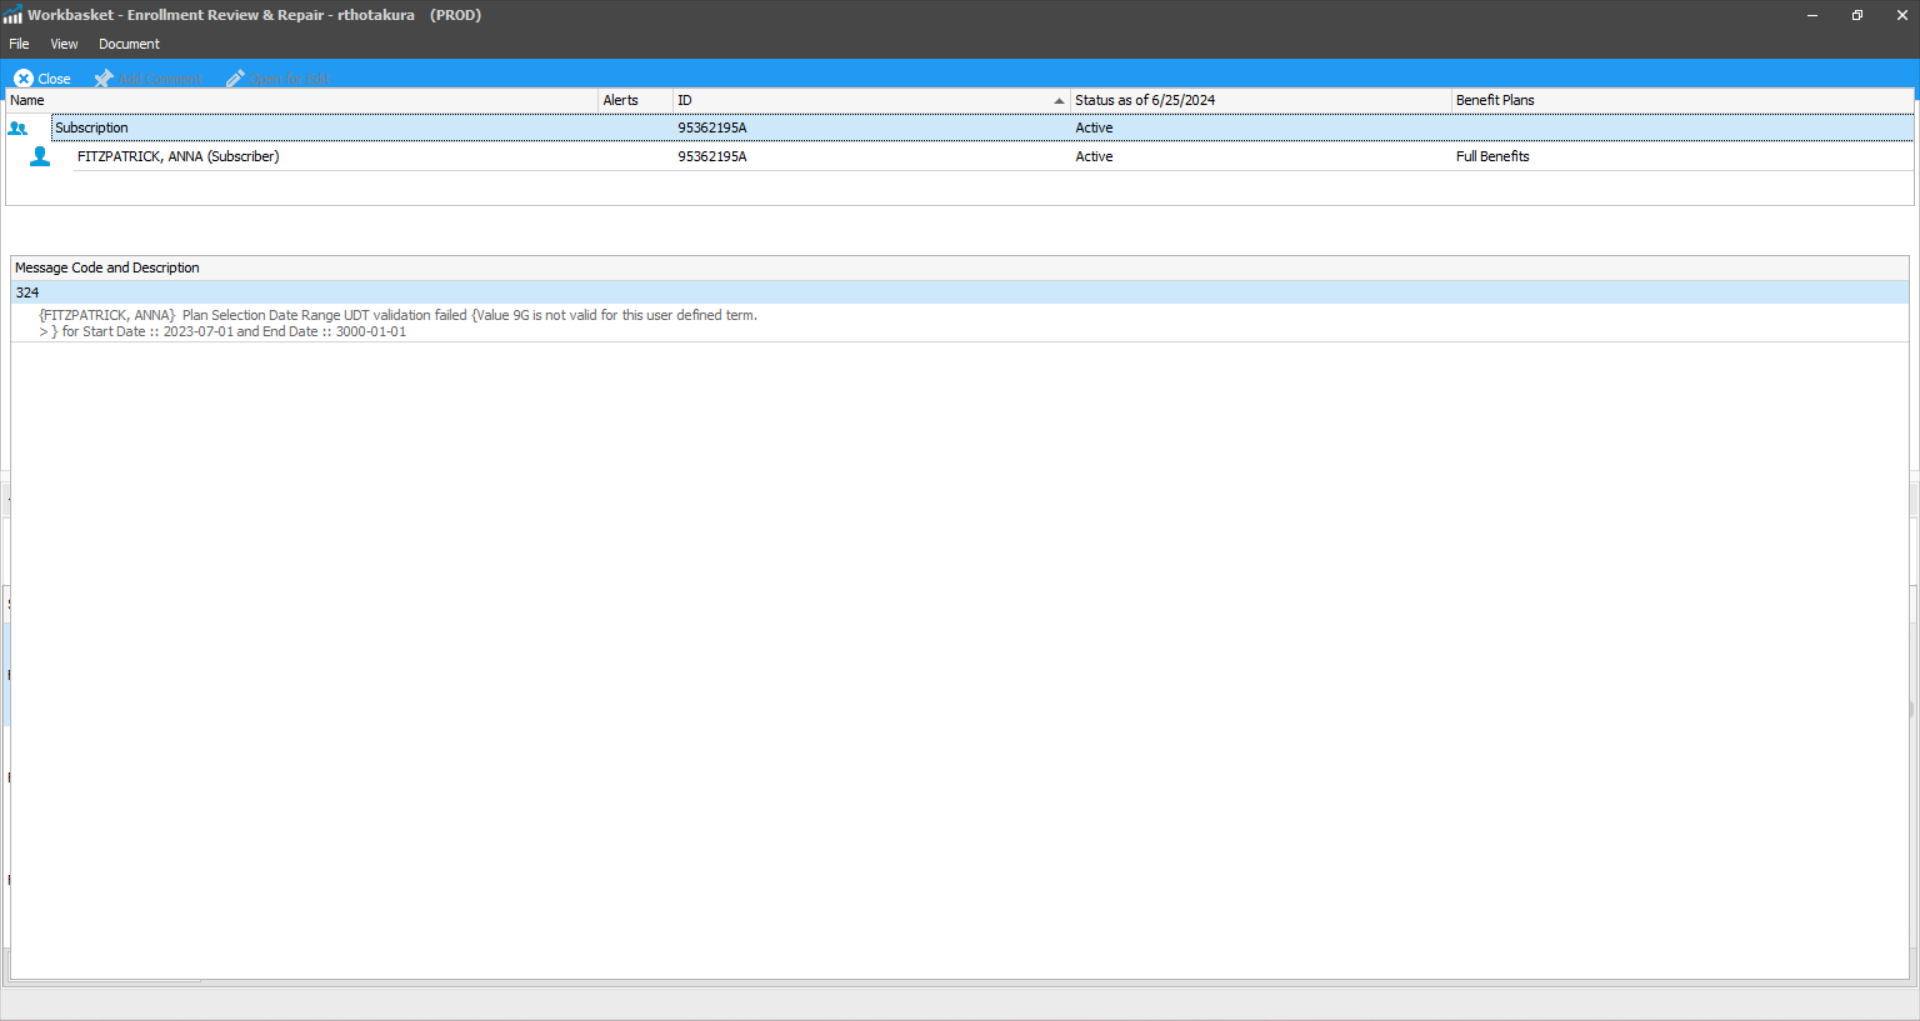 Workbasket - Enrollment Review & Repair - rthotakura (PROD)
File View Document
Close Add Comment Open for Edit
Name Alerts ID Status as of 6/25/2024 Benefit Plans
Subscription 95362195A Active
FITZPATRICK, ANNA (Subscriber) 95362195A Active Full Benefits
Message Code and Description
324
{FITZPATRICK, ANNA} Plan Selection Date Range UDT validation failed {Value 9G is not valid for this user defined term.
> } for Start Date :: 2023-07-01 and End Date :: 3000-01-01